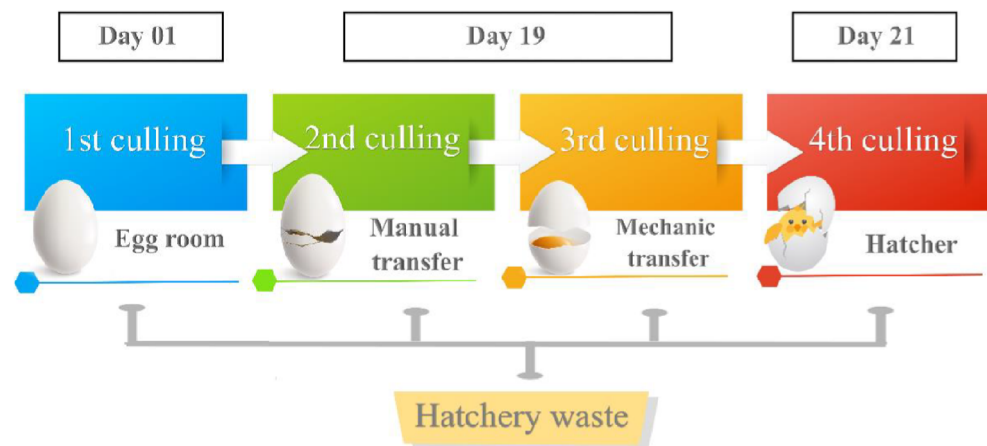 Day 01
Day 19
Day 21
1st culling
2nd culling
3rd culling
4th culling
Egg room
Manual
transfer
Mechanic
transfer
Hatcher
Hatchery waste